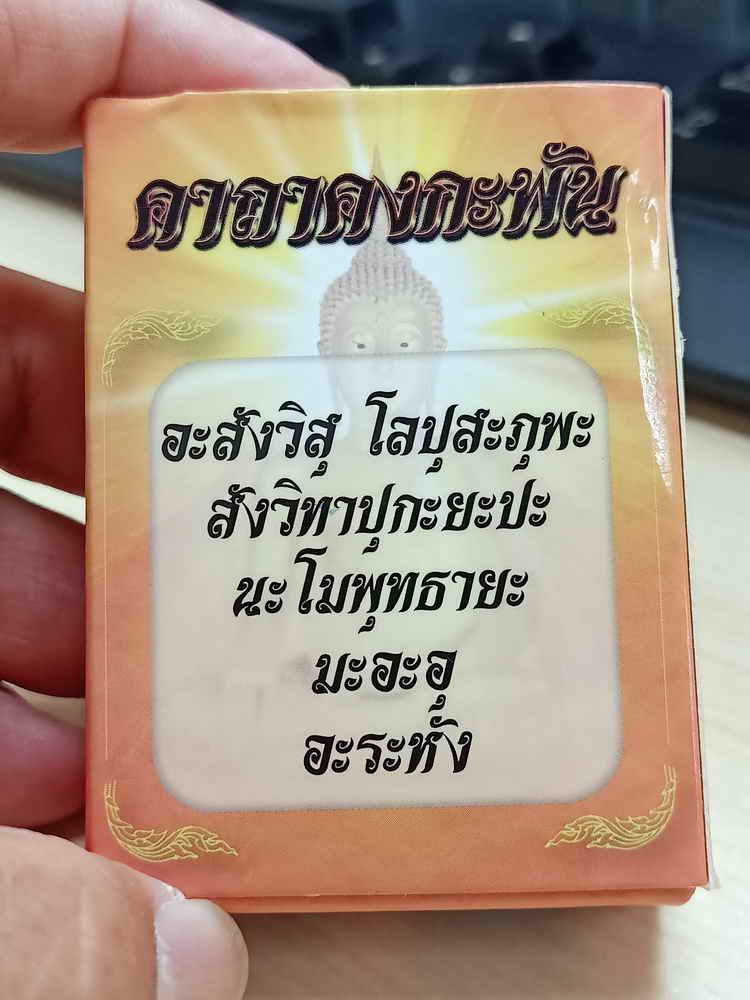 คาถาคงกะพัน
อะสังวิสุ โลปุสะภุพะ
สังวิทาปุกะยะปะ
นะโมพุทธายะ
มะอะอุ
อะระหัง